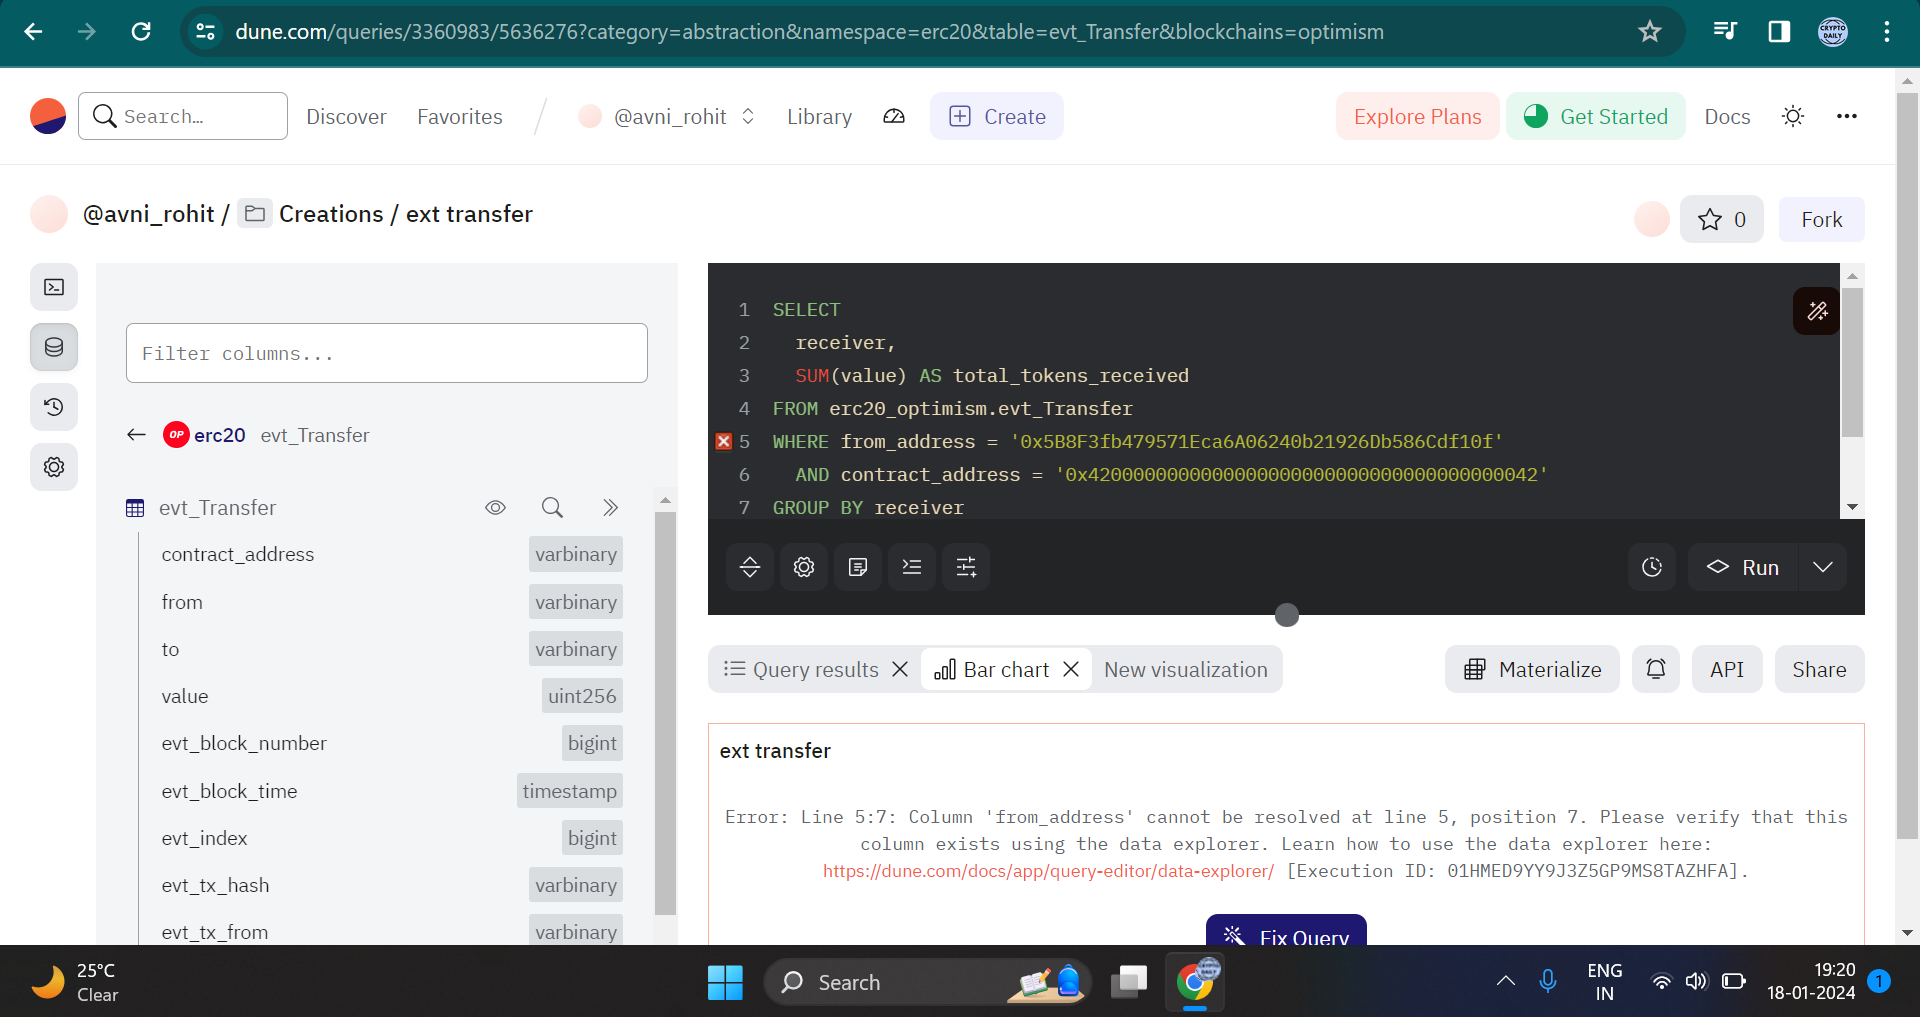 dune.com/queries/3360983/5636276?category=abstraction&namespace=erc20&table=evt_Transfer&blockchains=optimism
CRYPTO DAILY
Search...
Discover
Favorites
@avni_rohit
Library
Create
Explore Plans
Get Started
Docs
@avni_rohit / Creations / ext transfer
0
Fork
Filter columns...
OP erc20 evt_Transfer
evt_Transfer
contract_address varbinary
from varbinary
to varbinary
value uint256
evt_block_number bigint
evt_block_time timestamp
evt_index bigint
evt_tx_hash varbinary
evt_tx_from varbinary
1 SELECT
2 receiver,
3 SUM(value) AS total_tokens_received
4 FROM erc20_optimism.evt_Transfer
5 WHERE from_address = '0x5B8F3fb479571Eca6A06240b21926Db586Cdf10f'
6 AND contract_address = '0x4200000000000000000000000000000000000042'
7 GROUP BY receiver
Run
Query results
Bar chart
New visualization
Materialize
API
Share
ext transfer
Error: Line 5:7: Column 'from_address' cannot be resolved at line 5, position 7. Please verify that this
column exists using the data explorer. Learn how to use the data explorer here:
https://dune.com/docs/app/query-editor/data-explorer/ [Execution ID: 01HMED9YY9J3Z5GP9MS8TAZHFA].
Fix Query
25°C
Clear
Search
ENG
IN
19:20
18-01-2024
1